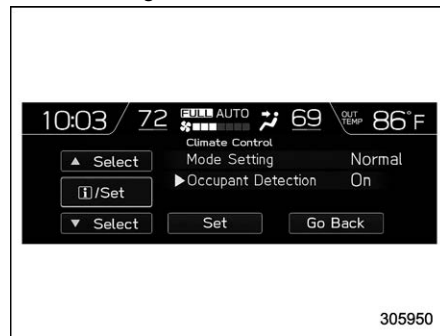 10:03 72 FULL AUTO 69 OUT TEMP 86°F
Climate Control
▲ Select Mode Setting Normal
i/Set ▶Occupant Detection On
▼ Select Set Go Back
305950